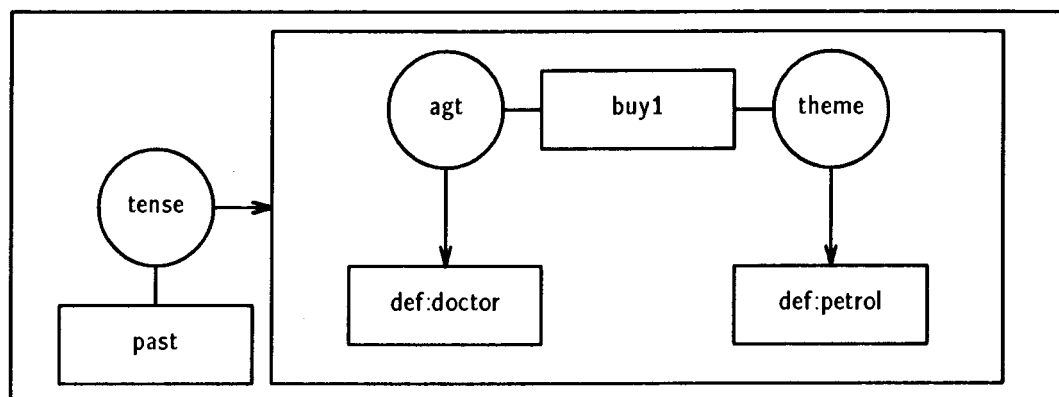 agt
buy1
theme
tense
def:doctor
def:petrol
past